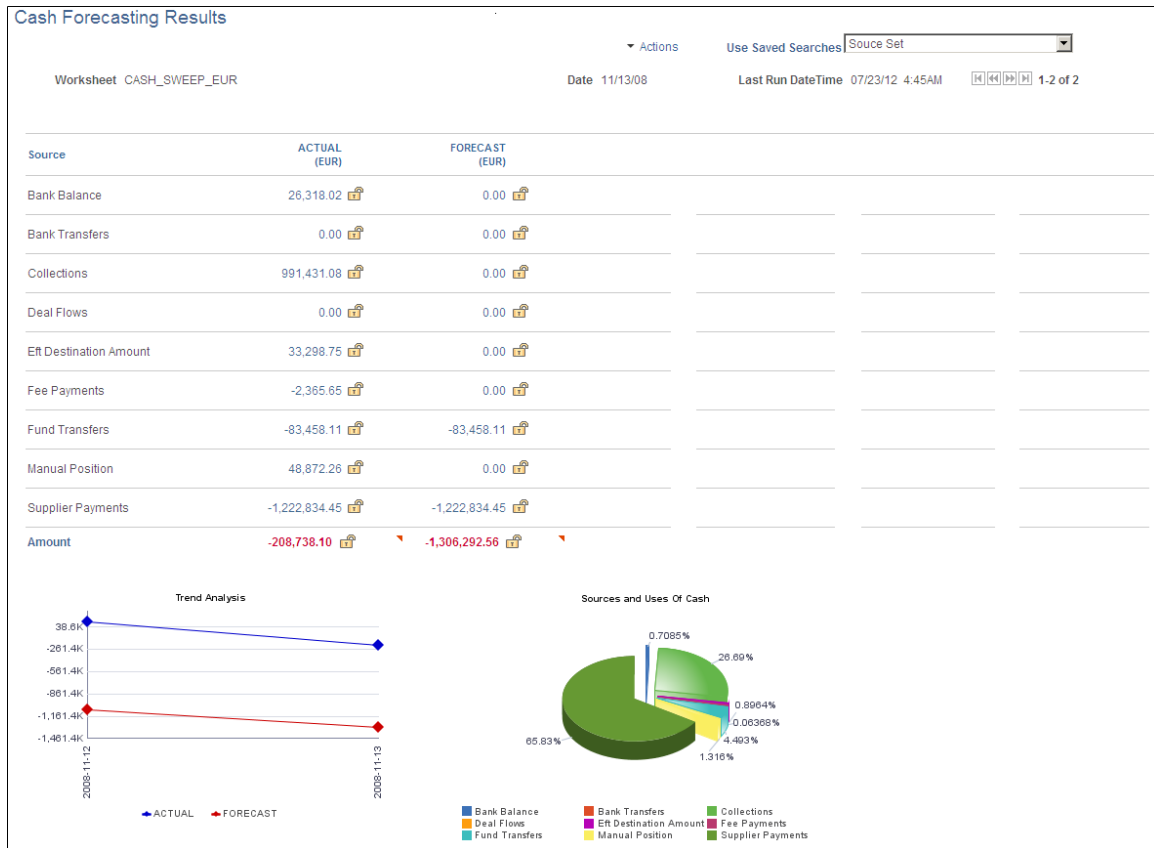 Cash Forecasting Results
Actions Use Saved Searches Souce Set
Worksheet CASH_SWEEP_EUR Date 11/13/08 Last Run DateTime 07/23/12 4:45AM 1-2 of 2
Source ACTUAL (EUR) FORECAST (EUR)
Bank Balance 26,318.02 0.00
Bank Transfers 0.00 0.00
Collections 991,431.08 0.00
Deal Flows 0.00 0.00
Eft Destination Amount 33,298.75 0.00
Fee Payments -2,365.65 0.00
Fund Transfers -83,458.11 -83,458.11
Manual Position 48,872.26 0.00
Supplier Payments -1,222,834.45 -1,222,834.45
Amount -208,738.10 -1,306,292.56
Trend Analysis
38.6K
-261.4K
-561.4K
-861.4K
-1,161.4K
-1,461.4K
2008-11-12
2008-11-13
ACTUAL FORECAST
Sources and Uses Of Cash
0.7085%
26.69%
0.8964%
0.06368%
4.493%
1.316%
65.83%
Bank Balance Bank Transfers Collections
Deal Flows Eft Destination Amount Fee Payments
Fund Transfers Manual Position Supplier Payments